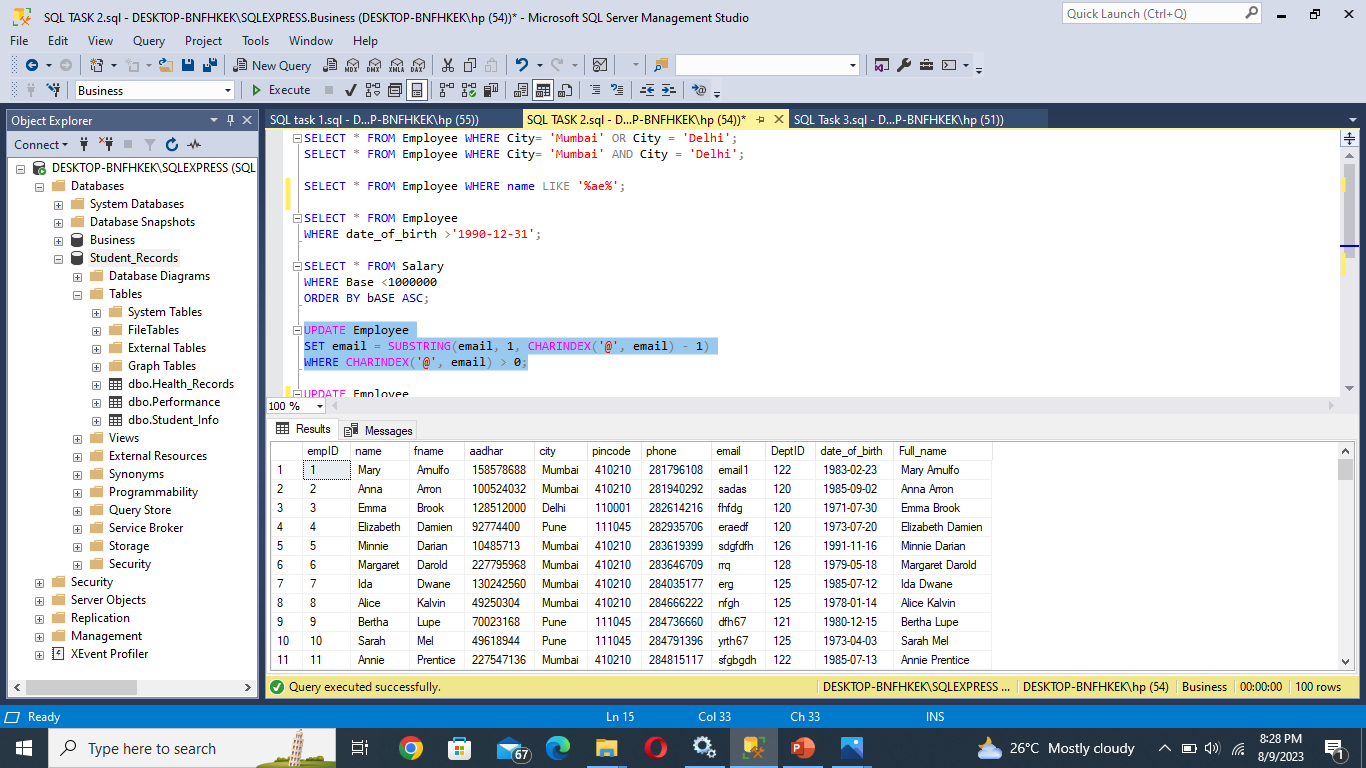 SQL TASK 2.sql - DESKTOP-BNFHKEK\SQLEXPRESS.Business (DESKTOP-BNFHKEK\hp (54))* - Microsoft SQL Server Management Studio
Quick Launch (Ctrl+Q)
File Edit View Query Project Tools Window Help
New Query MDX DMX XMLA DAX
Business Execute
Object Explorer
Connect
DESKTOP-BNFHKEK\SQLEXPRESS (SQL
Databases
System Databases
Database Snapshots
Business
Student_Records
Database Diagrams
Tables
System Tables
FileTables
External Tables
Graph Tables
dbo.Health_Records
dbo.Performance
dbo.Student_Info
Views
External Resources
Synonyms
Programmability
Query Store
Service Broker
Storage
Security
Security
Server Objects
Replication
Management
XEvent Profiler
SQL task 1.sql - D...P-BNFHKEK\hp (55)) SQL TASK 2.sql - D...P-BNFHKEK\hp (54))* SQL Task 3.sql - D...P-BNFHKEK\hp (51))
SELECT * FROM Employee WHERE City= 'Mumbai' OR City = 'Delhi';
SELECT * FROM Employee WHERE City= 'Mumbai' AND City = 'Delhi';
SELECT * FROM Employee WHERE name LIKE '%ae%';
SELECT * FROM Employee
WHERE date_of_birth >'1990-12-31';
SELECT * FROM Salary
WHERE Base <1000000
ORDER BY bASE ASC;
UPDATE Employee
SET email = SUBSTRING(email, 1, CHARINDEX('@', email) - 1)
WHERE CHARINDEX('@', email) > 0;
UPDATE Employee
100 %
Results Messages
empID name fname aadhar city pincode phone email DeptID date_of_birth Full_name
1 1 Mary Arnulfo 158578688 Mumbai 410210 281796108 email1 122 1983-02-23 Mary Arnulfo
2 2 Anna Arron 100524032 Mumbai 410210 281940292 sadas 120 1985-09-02 Anna Arron
3 3 Emma Brook 128512000 Delhi 110001 282614216 fhfdg 120 1971-07-30 Emma Brook
4 4 Elizabeth Damien 92774400 Pune 111045 282935706 eraedf 120 1973-07-20 Elizabeth Damien
5 5 Minnie Darian 10485713 Mumbai 410210 283619399 sdgfdfh 126 1991-11-16 Minnie Darian
6 6 Margaret Darold 227795968 Mumbai 410210 283646709 rrq 128 1979-05-18 Margaret Darold
7 7 Ida Dwane 130242560 Mumbai 410210 284035177 erg 125 1985-07-12 Ida Dwane
8 8 Alice Kalvin 49250304 Mumbai 410210 284666222 nfgh 125 1978-01-14 Alice Kalvin
9 9 Bertha Lupe 70023168 Pune 111045 284736660 dfh67 121 1980-12-15 Bertha Lupe
10 10 Sarah Mel 49618944 Pune 111045 284791396 yrth67 125 1973-04-03 Sarah Mel
11 11 Annie Prentice 227547136 Mumbai 410210 284815117 sfgbgdh 122 1985-07-13 Annie Prentice
Query executed successfully. DESKTOP-BNFHKEK\SQLEXPRESS ... DESKTOP-BNFHKEK\hp (54) Business 00:00:00 100 rows
Ready Ln 15 Col 33 Ch 33 INS
Type here to search 67 26°C Mostly cloudy 8:28 PM
8/9/2023 1